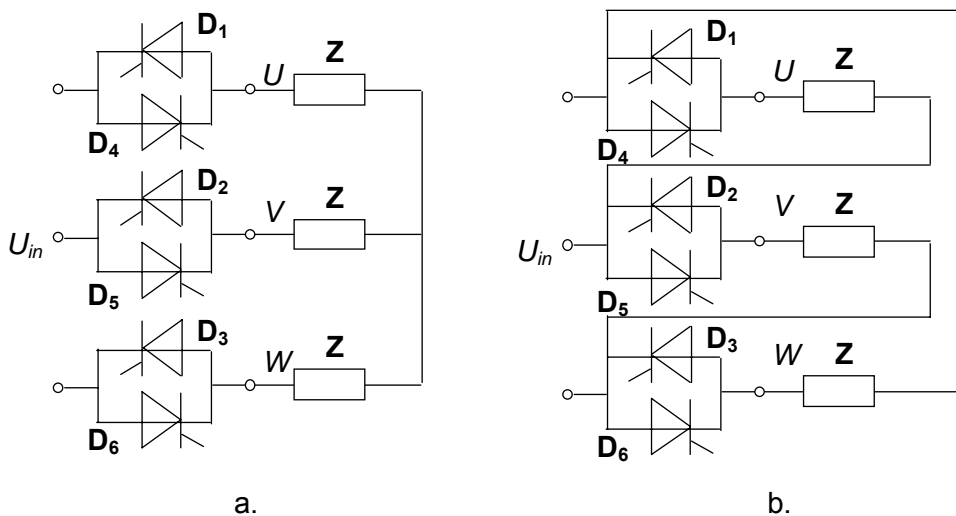 D₁
U Z
D₄
D₂
V Z
Uᵢₙ
D₅
D₃
W Z
D₆
a.
D₁
U Z
D₄
D₂
V Z
Uᵢₙ
D₅
D₃
W Z
D₆
b.